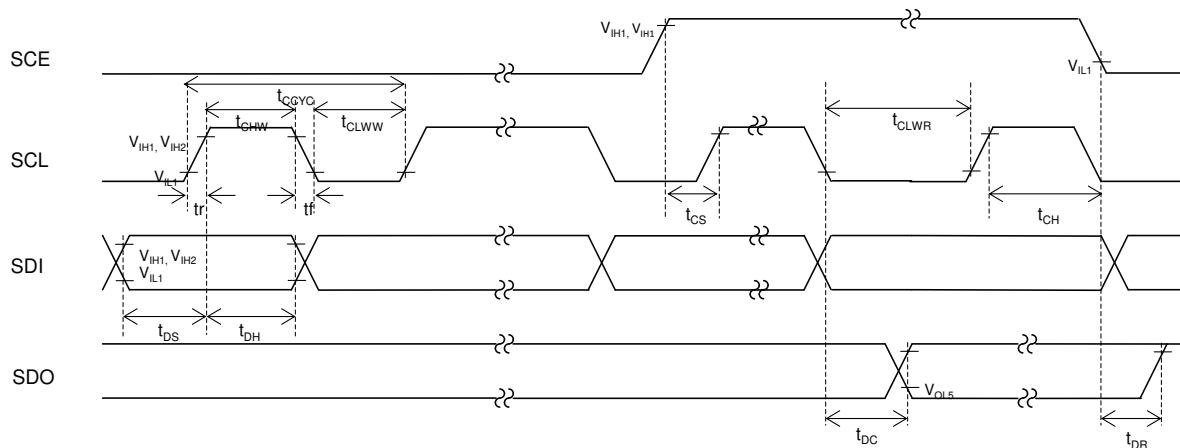 SCE
V_IH1, V_IH1
V_IL1
t_CCYC
t_CHW
t_CLWW
t_CLWR
SCL
V_IH1, V_IH2
V_IL1
tr
tf
t_CS
t_CH
SDI
V_IH1, V_IH2
V_IL1
t_DS
t_DH
SDO
V_OL5
t_DC
t_DR